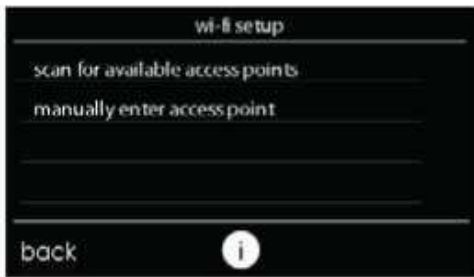 wi-fi setup
scan for available access points
manually enter access point
back
i